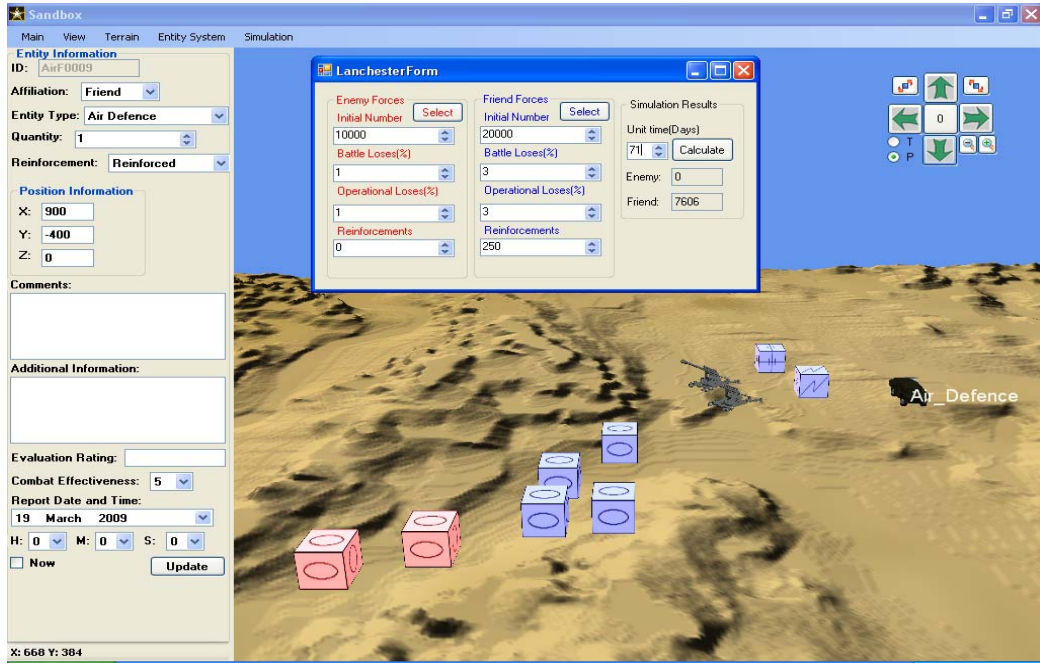 Sandbox
Main View Terrain Entity System Simulation
Entity Information
ID: AirF0009
Affiliation: Friend
Entity Type: Air Defence
Quantity: 1
Reinforcement: Reinforced
Position Information
X: 900
Y: -400
Z: 0
Comments:
Additional Information:
Evaluation Rating:
Combat Effectiveness: 5
Report Date and Time:
19 March 2009
H: 0 M: 0 S: 0
Now Update
X: 668 Y: 384
LanchesterForm
Enemy Forces
Initial Number Select
10000
Battle Loses(%)
1
Operational Loses(%)
1
Reinforcements
0
Friend Forces
Initial Number Select
20000
Battle Loses(%)
3
Operational Loses(%)
3
Reinforcements
250
Simulation Results
Unit time(Days)
71 Calculate
Enemy: 0
Friend: 7606
0
T
P
Air_Defence